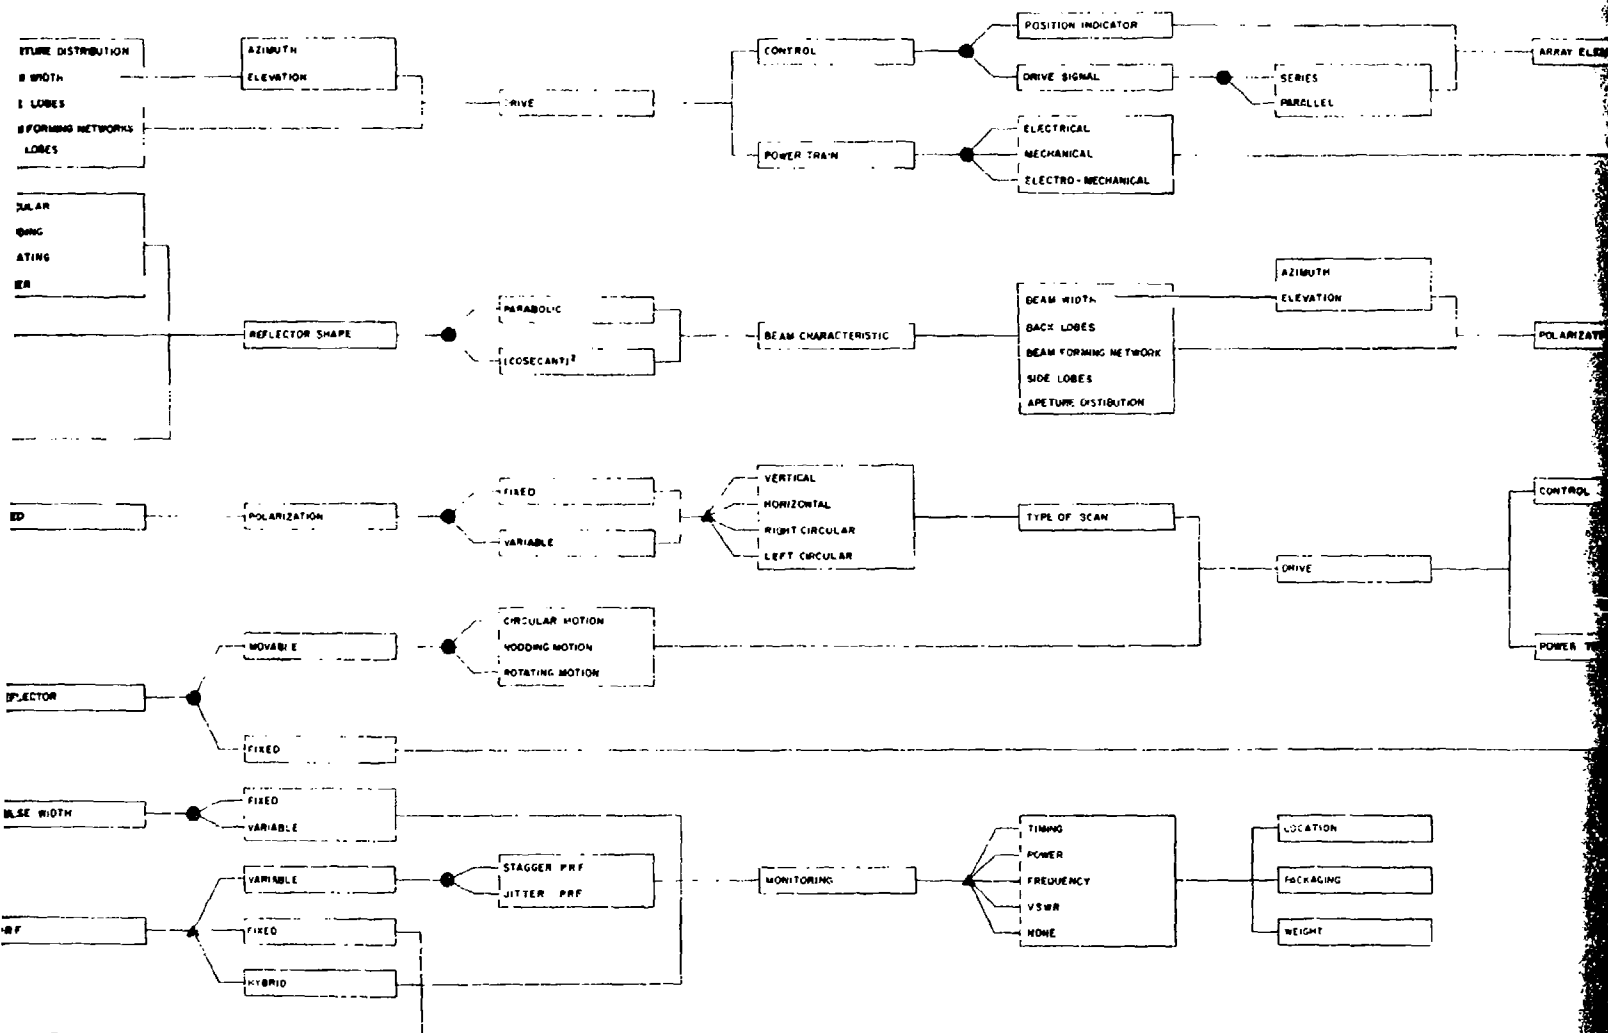 DISTRIBUTION
WIDTH
LOBES
FORMING NETWORKS
LOBES
AZIMUTH
ELEVATION
DRIVE
CONTROL
POWER TRAIN
POSITION INDICATOR
DRIVE SIGNAL
SERIES
PARALLEL
ARRAY
ELECTRICAL
MECHANICAL
ELECTRO-MECHANICAL
REFLECTOR SHAPE
PARABOLIC
[COSECANT]²
BEAM CHARACTERISTIC
BEAM WIDTH
BACK LOBES
BEAM FORMING NETWORK
SIDE LOBES
APETURE DISTIBUTION
AZIMUTH
ELEVATION
POLARIZATION
FIXED
VARIABLE
VERTICAL
HORIZONTAL
RIGHT CIRCULAR
LEFT CIRCULAR
TYPE OF SCAN
DRIVE
CONTROL
POWER
MOVABLE
FIXED
CIRCULAR MOTION
NODDING MOTION
ROTATING MOTION
WIDTH
FIXED
VARIABLE
VARIABLE
FIXED
HYBRID
STAGGER PRF
JITTER PRF
MONITORING
TIMING
POWER
FREQUENCY
VSWR
NONE
LOCATION
PACKAGING
WEIGHT